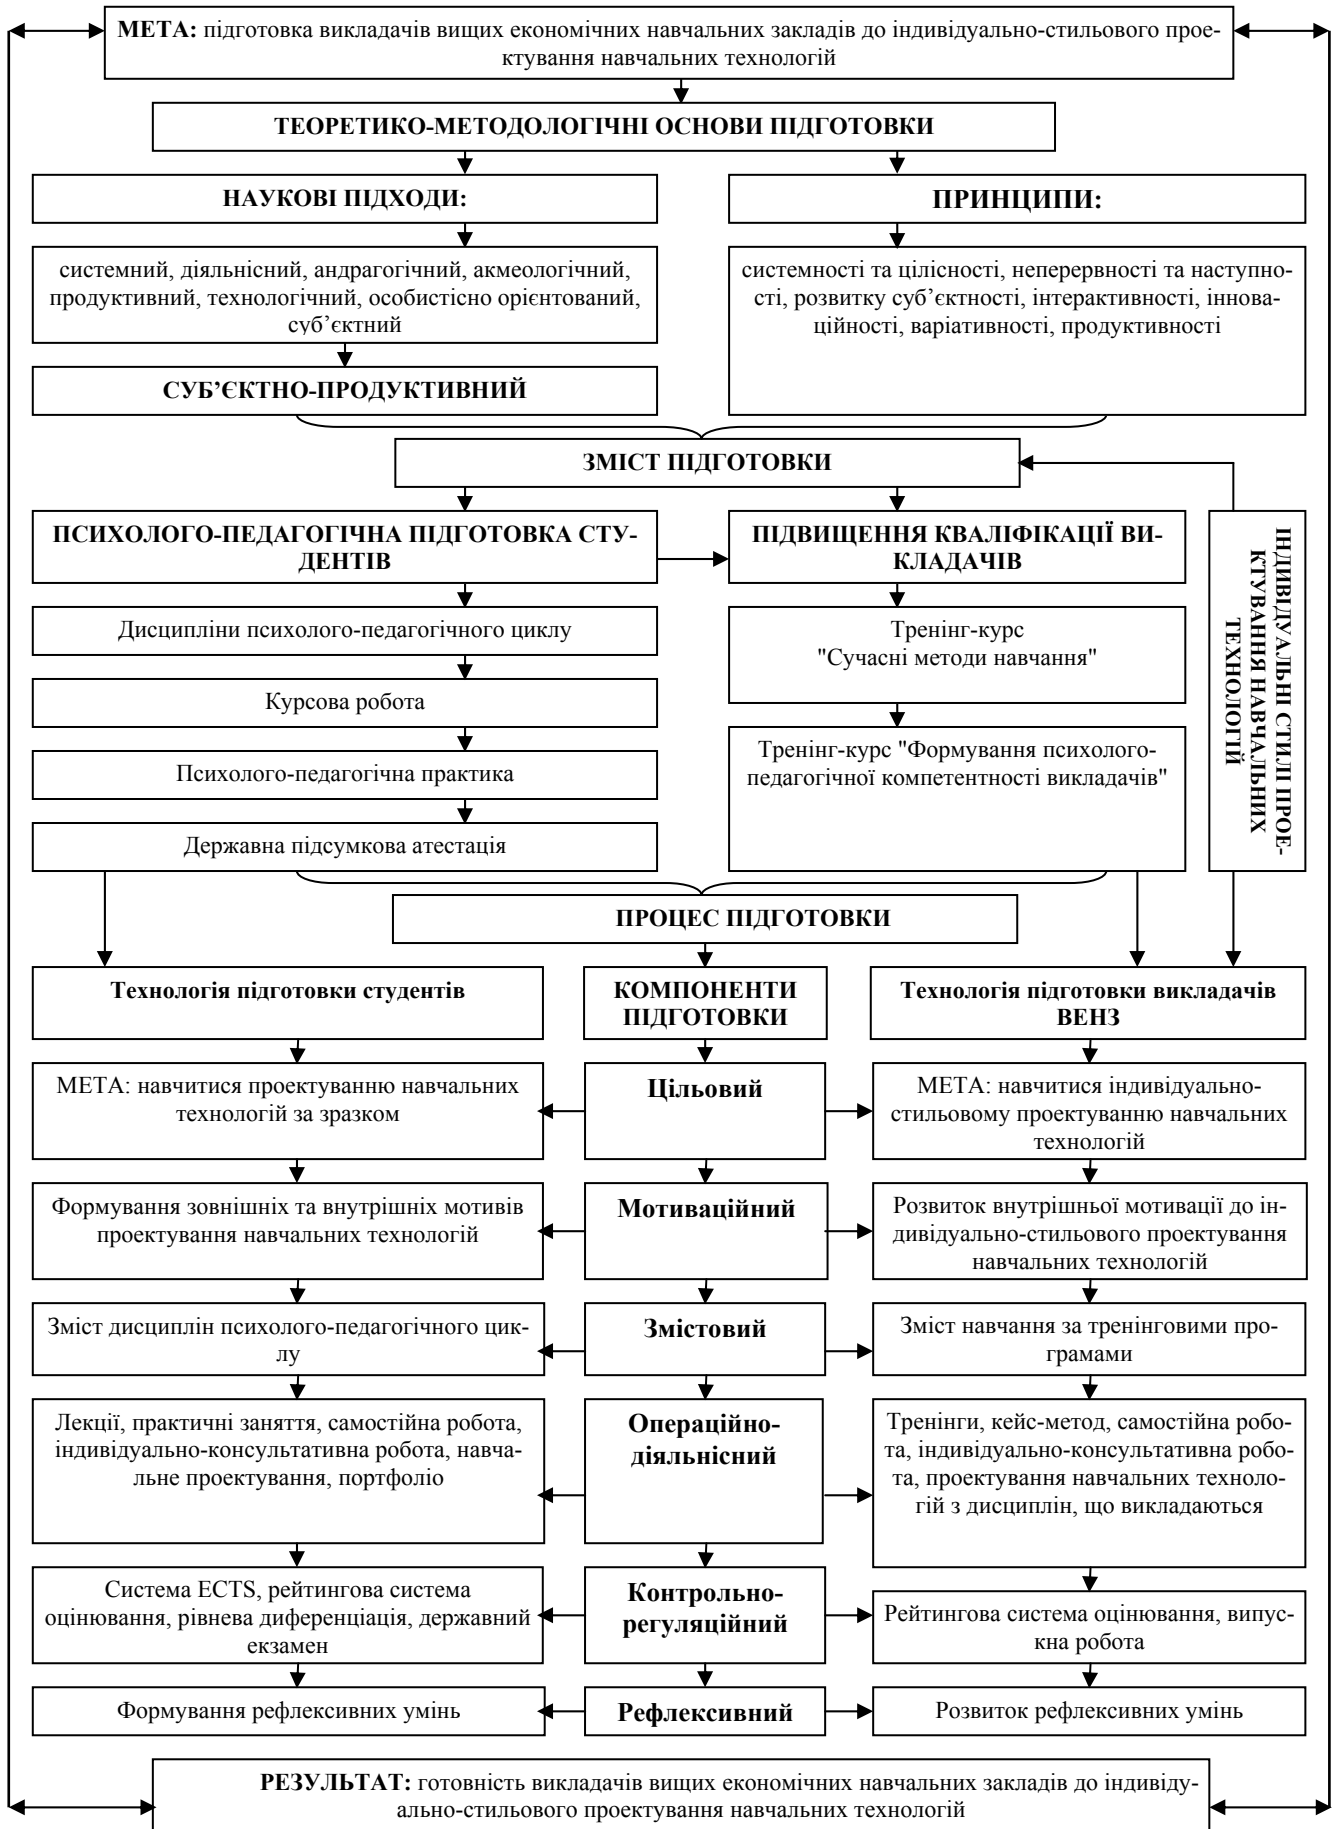 МЕТА: підготовка викладачів вищих економічних навчальних закладів до індивідуально-стильового прое-
ктування навчальних технологій
ТЕОРЕТИКО-МЕТОДОЛОГІЧНІ ОСНОВИ ПІДГОТОВКИ
НАУКОВІ ПІДХОДИ:
ПРИНЦИПИ:
системний, діяльнісний, андрагогічний, акмеологічний,
продуктивний, технологічний, особистісно орієнтований,
суб’єктний
системності та цілісності, неперервності та наступно-
сті, розвитку суб’єктності, інтерактивності, іннова-
ційності, варіативності, продуктивності
СУБ’ЄКТНО-ПРОДУКТИВНИЙ
ЗМІСТ ПІДГОТОВКИ
ПСИХОЛОГО-ПЕДАГОГІЧНА ПІДГОТОВКА СТУ-
ДЕНТІВ
ПІДВИЩЕННЯ КВАЛІФІКАЦІЇ ВИ-
КЛАДАЧІВ
ІНДИВІДУАЛЬНІ СТИЛІ ПРОЕ-
КТУВАННЯ НАВЧАЛЬНИХ
ТЕХНОЛОГІЙ
Дисципліни психолого-педагогічного циклу
Тренінг-курс
"Сучасні методи навчання"
Курсова робота
Психолого-педагогічна практика
Тренінг-курс "Формування психолого-
педагогічної компетентності викладачів"
Державна підсумкова атестація
ПРОЦЕС ПІДГОТОВКИ
Технологія підготовки студентів
КОМПОНЕНТИ
ПІДГОТОВКИ
Технологія підготовки викладачів
ВЕНЗ
МЕТА: навчитися проектуванню навчальних
технологій за зразком
Цільовий
МЕТА: навчитися індивідуально-
стильовому проектуванню навчальних
технологій
Формування зовнішніх та внутрішніх мотивів
проектування навчальних технологій
Мотиваційний
Розвиток внутрішньої мотивації до ін-
дивідуально-стильового проектування
навчальних технологій
Зміст дисциплін психолого-педагогічного цик-
лу
Змістовий
Зміст навчання за тренінговими про-
грамами
Лекції, практичні заняття, самостійна робота,
індивідуально-консультативна робота, навча-
льне проектування, портфоліо
Операційно-
діяльнісний
Тренінги, кейс-метод, самостійна робо-
та, індивідуально-консультативна робо-
та, проектування навчальних техноло-
гій з дисциплін, що викладаються
Система ECTS, рейтингова система
оцінювання, рівнева диференціація, державний
екзамен
Контрольно-
регуляційний
Рейтингова система оцінювання, випус-
кна робота
Формування рефлексивних умінь
Рефлексивний
Розвиток рефлексивних умінь
РЕЗУЛЬТАТ: готовність викладачів вищих економічних навчальних закладів до індивіду-
ально-стильового проектування навчальних технологій